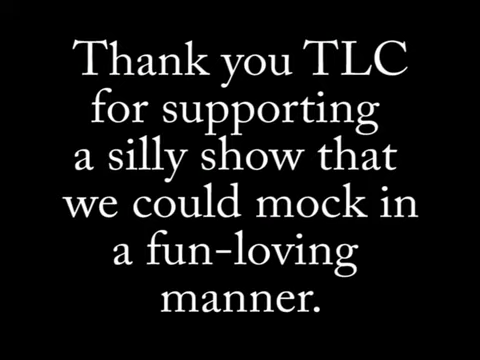 Thank you TLC
for supporting
a silly show that
we could mock in
a fun-loving
manner.